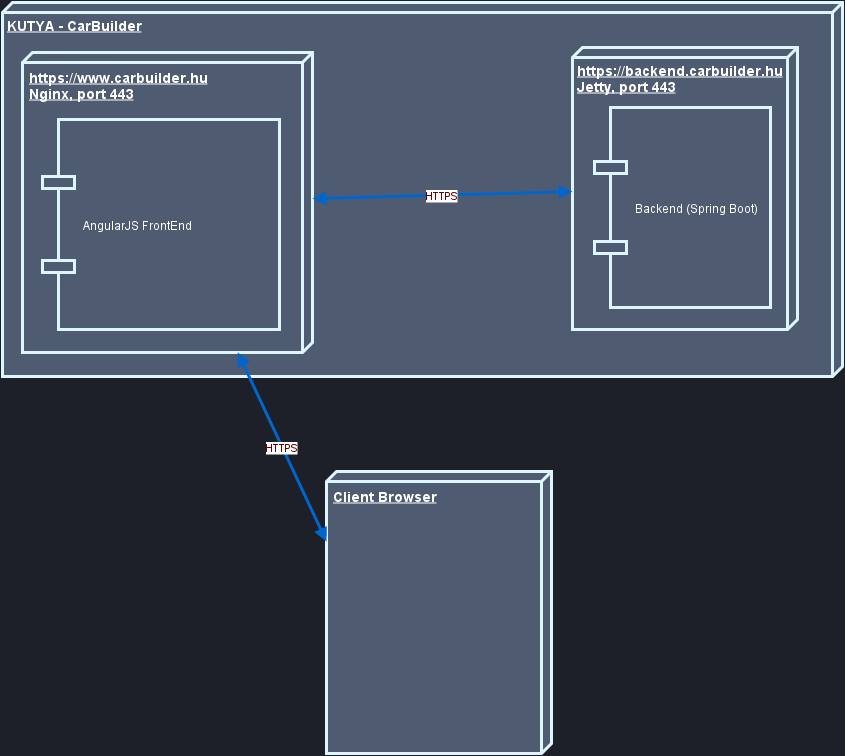 KUTYA - CarBuilder
https://www.carbuilder.hu
Nginx, port 443
AngularJS FrontEnd
HTTPS
https://backend.carbuilder.hu
Jetty, port 443
Backend (Spring Boot)
HTTPS
Client Browser